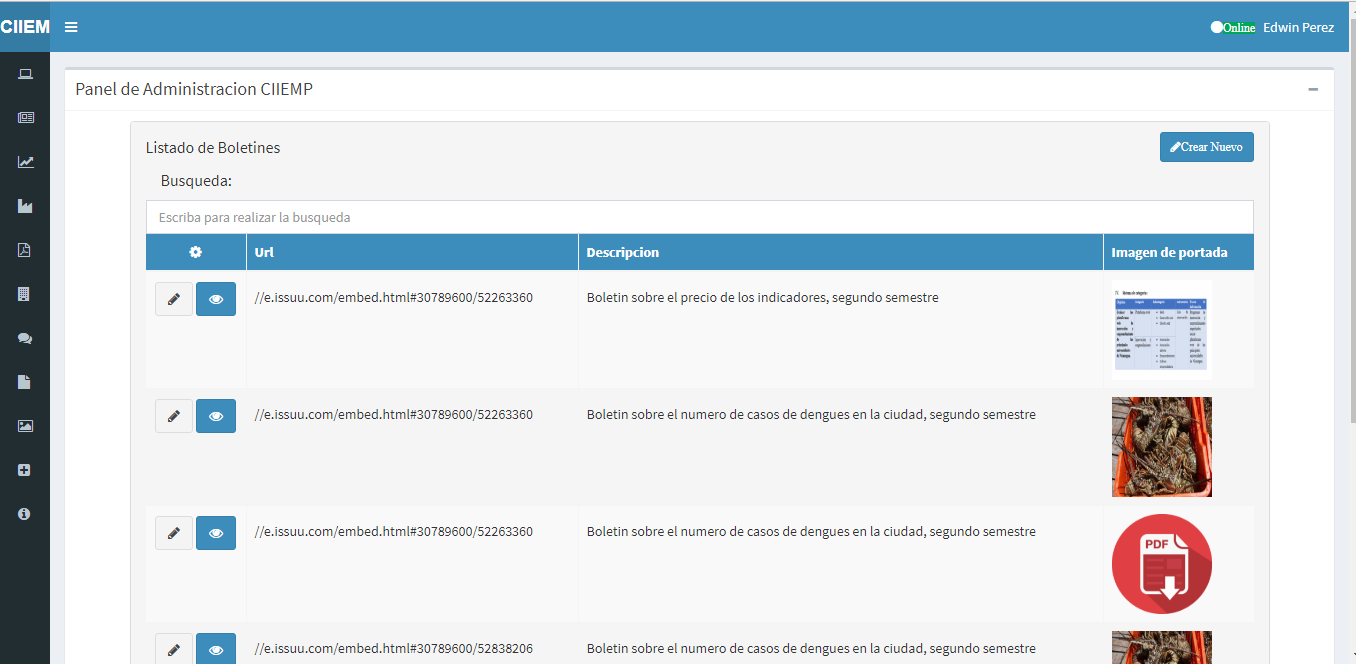 CIIEM
Online Edwin Perez
Panel de Administracion CIIEMP
Listado de Boletines
Crear Nuevo
Busqueda:
Escriba para realizar la busqueda
Url Descripcion Imagen de portada
//e.issuu.com/embed.html#30789600/52263360 Boletin sobre el precio de los indicadores, segundo semestre
//e.issuu.com/embed.html#30789600/52263360 Boletin sobre el numero de casos de dengues en la ciudad, segundo semestre
//e.issuu.com/embed.html#30789600/52263360 Boletin sobre el numero de casos de dengues en la ciudad, segundo semestre
PDF
//e.issuu.com/embed.html#30789600/52838206 Boletin sobre el numero de casos de dengues en la ciudad, segundo semestre